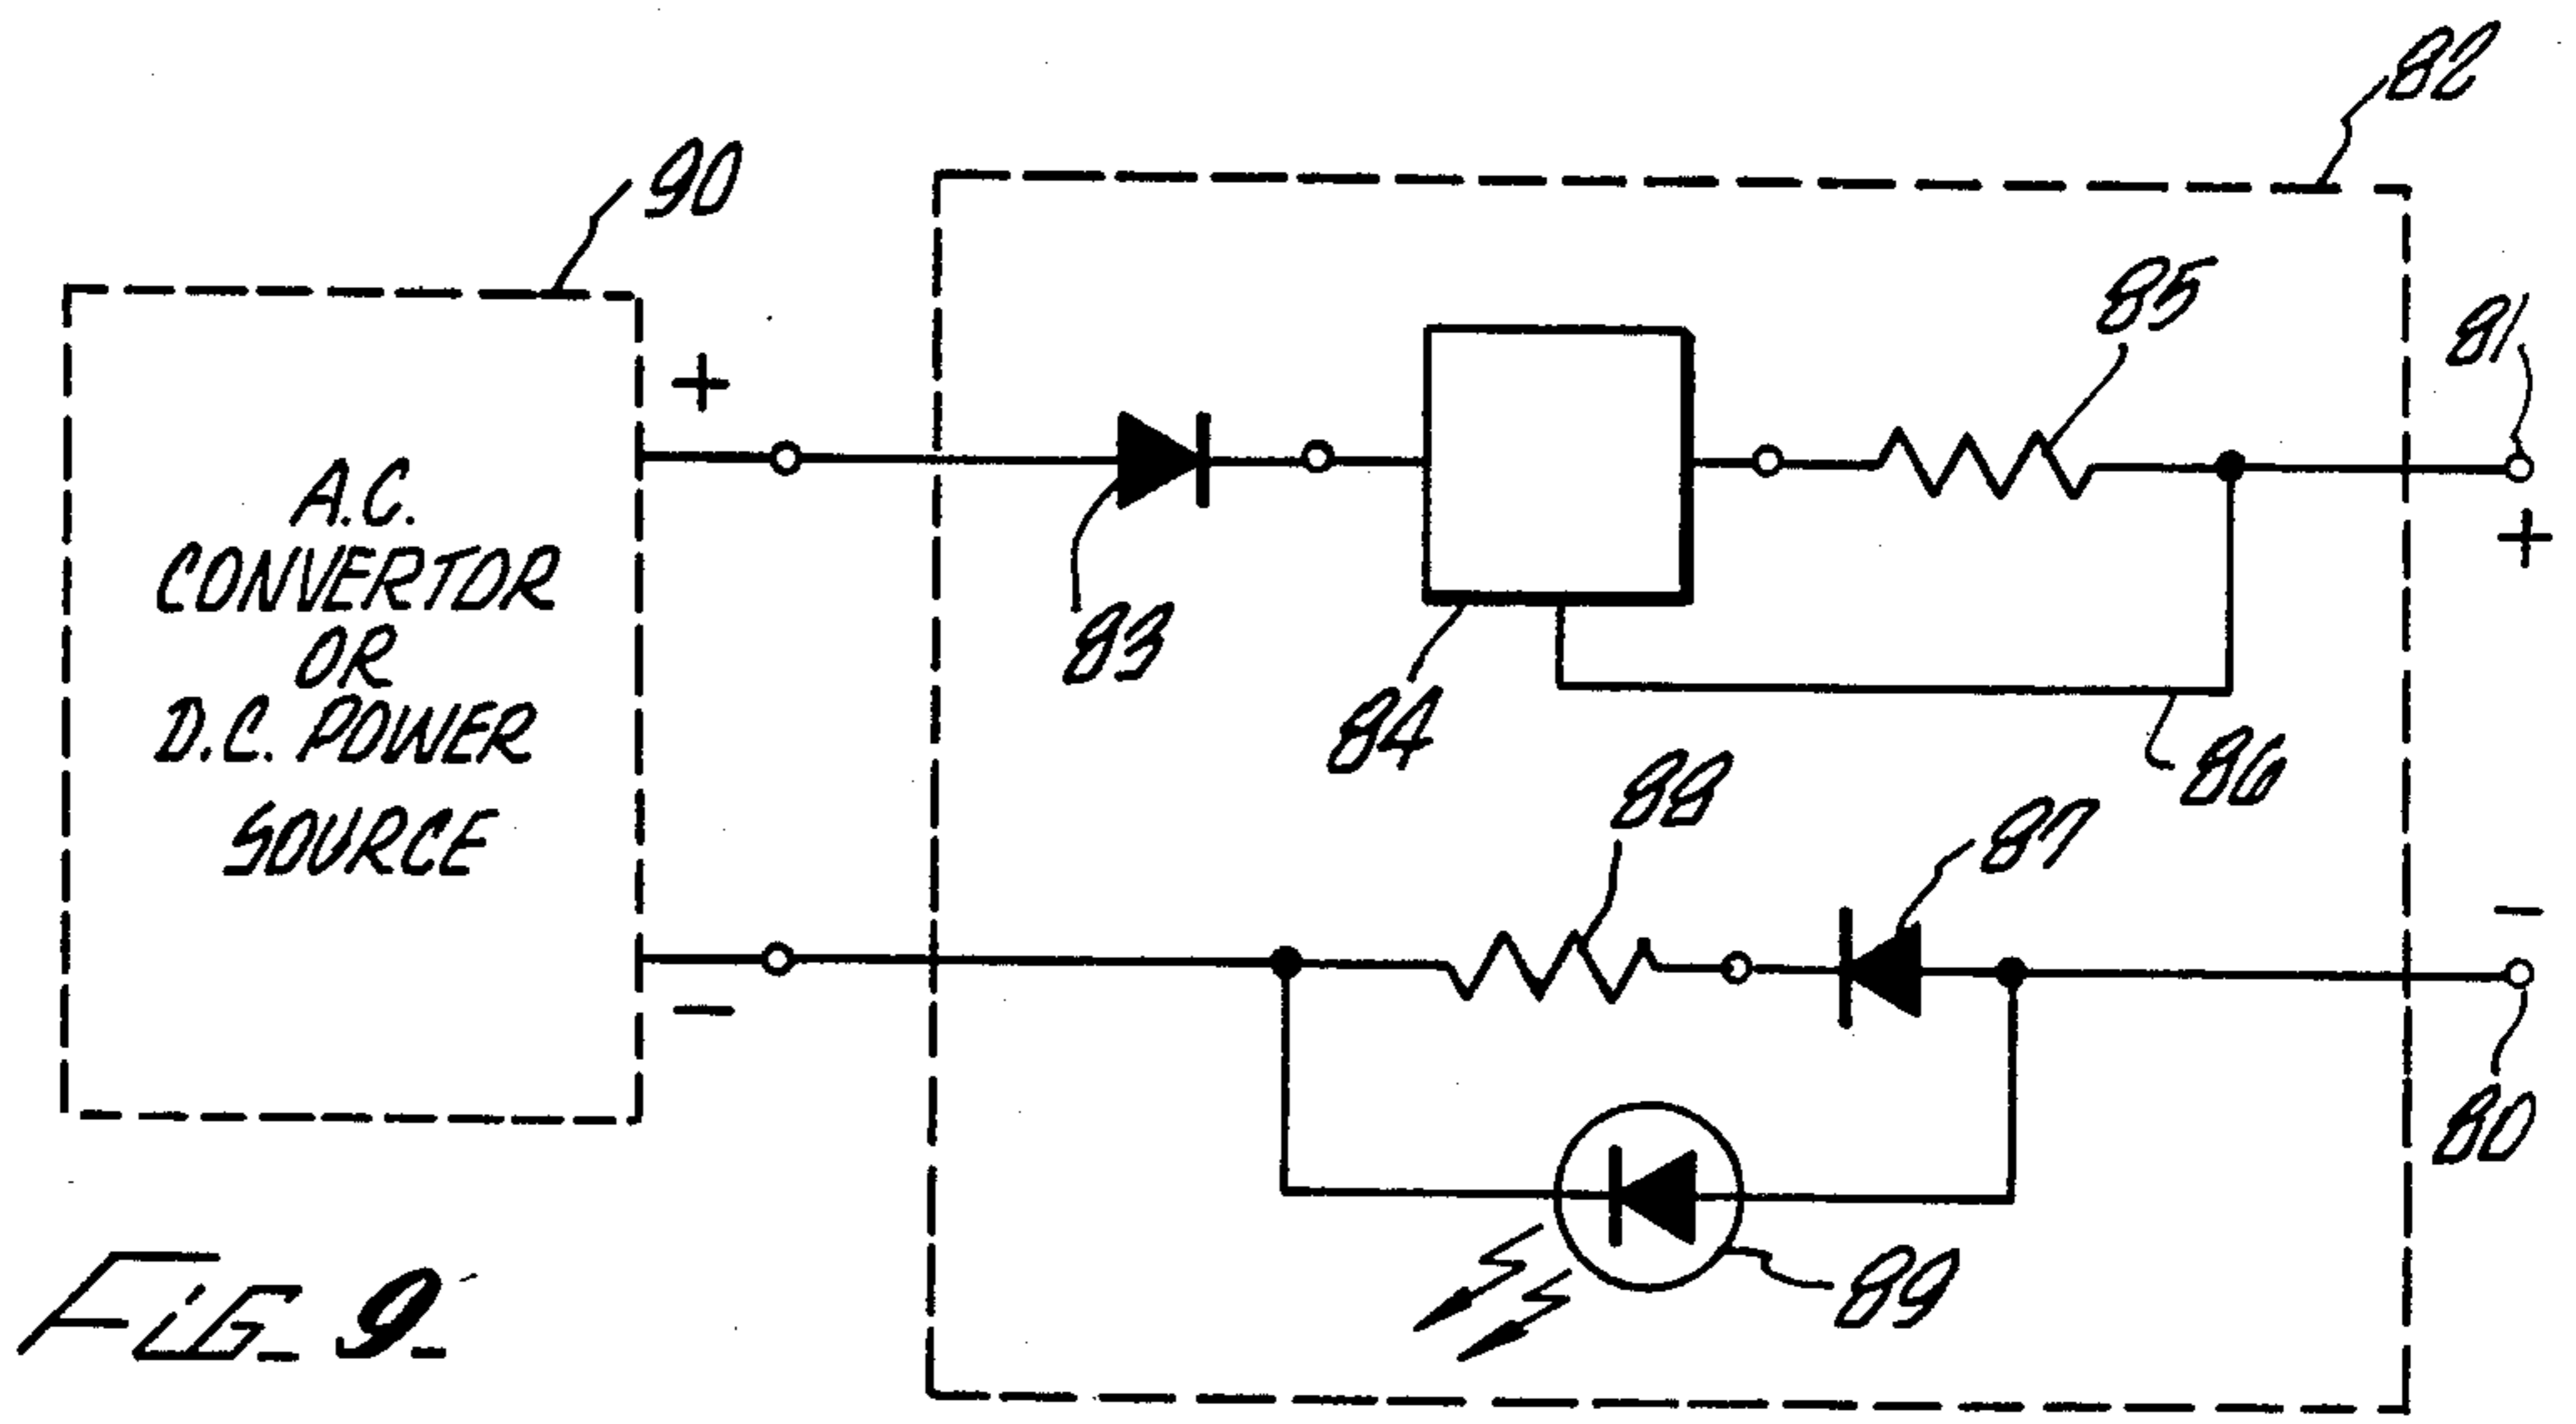 82
90
85
81
+
A.C.
CONVERTOR
OR
D.C. POWER
SOURCE
+
83
84
86
88
87
-
-
80
89
FIG. 9.